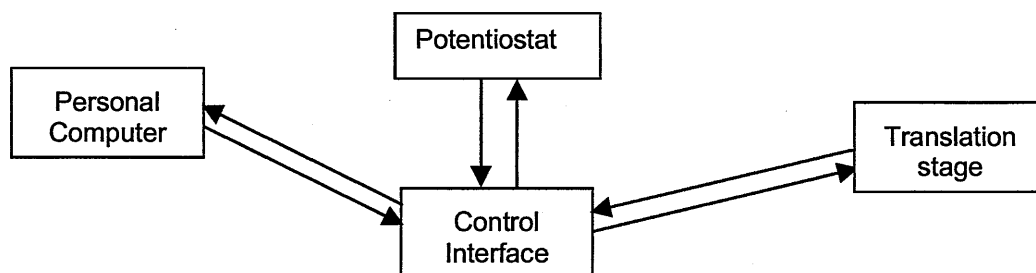 Potentiostat
Personal
Computer
Translation
stage
Control
Interface